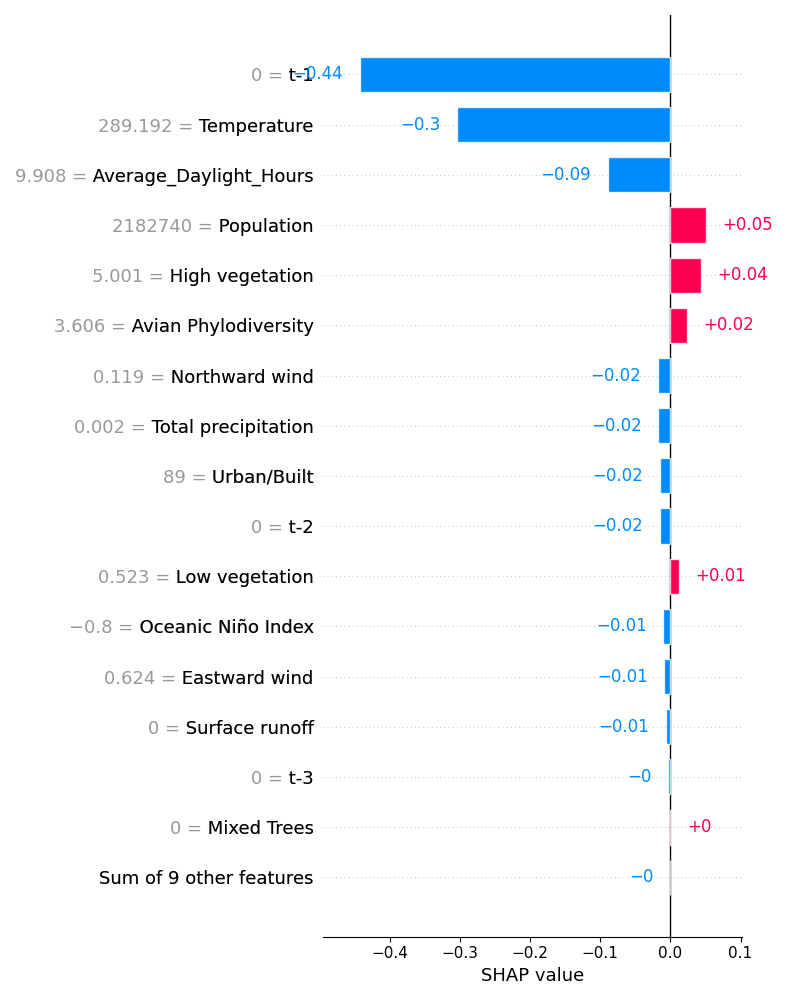 0 = t-1 −0.44
289.192 = Temperature −0.3
9.908 = Average_Daylight_Hours −0.09
2182740 = Population +0.05
5.001 = High vegetation +0.04
3.606 = Avian Phylodiversity +0.02
0.119 = Northward wind −0.02
0.002 = Total precipitation −0.02
89 = Urban/Built −0.02
0 = t-2 −0.02
0.523 = Low vegetation +0.01
−0.8 = Oceanic Niño Index −0.01
0.624 = Eastward wind −0.01
0 = Surface runoff −0.01
0 = t-3 −0
0 = Mixed Trees +0
Sum of 9 other features −0
−0.4 −0.3 −0.2 −0.1 0.0 0.1
SHAP value